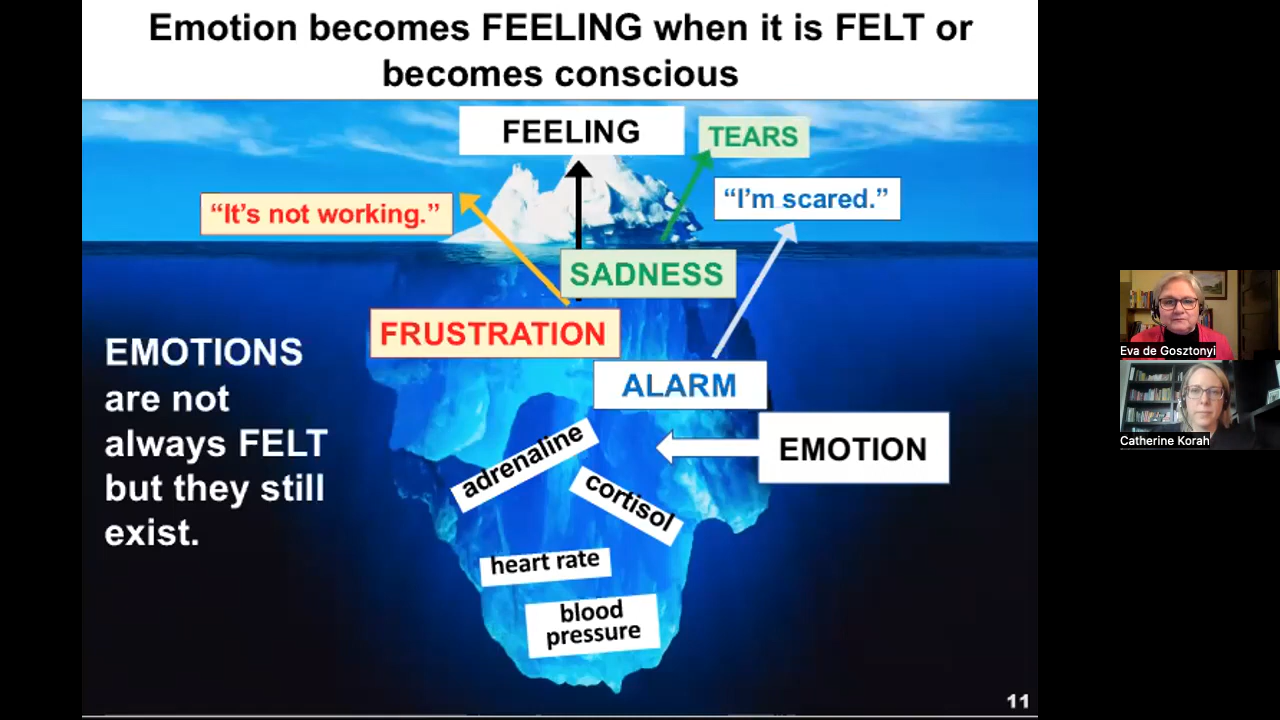 Emotion becomes FEELING when it is FELT or
becomes conscious
FEELING
TEARS
“It’s not working.”
“I’m scared.”
SADNESS
FRUSTRATION
ALARM
EMOTIONS
are not
always FELT
but they still
exist.
EMOTION
adrenaline
cortisol
heart rate
blood
pressure
11
Eva de Gosztonyi
Catherine Korah